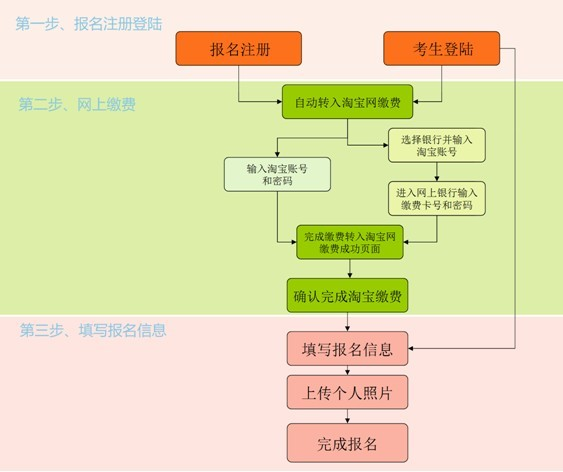 第一步、报名注册登陆
报名注册
考生登陆
第二步、网上缴费
自动转入淘宝网缴费
选择银行并输入
淘宝账号
输入淘宝账号
和密码
进入网上银行输入
缴费卡号和密码
完成缴费转入淘宝网
缴费成功页面
确认完成淘宝缴费
第三步、填写报名信息
填写报名信息
上传个人照片
完成报名